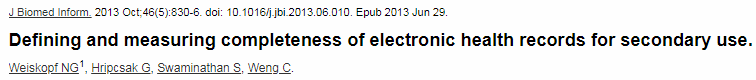 J Biomed Inform. 2013 Oct;46(5):830-6. doi: 10.1016/j.jbi.2013.06.010. Epub 2013 Jun 29.
Defining and measuring completeness of electronic health records for secondary use.
Weiskopf NG1, Hripcsak G, Swaminathan S, Weng C.